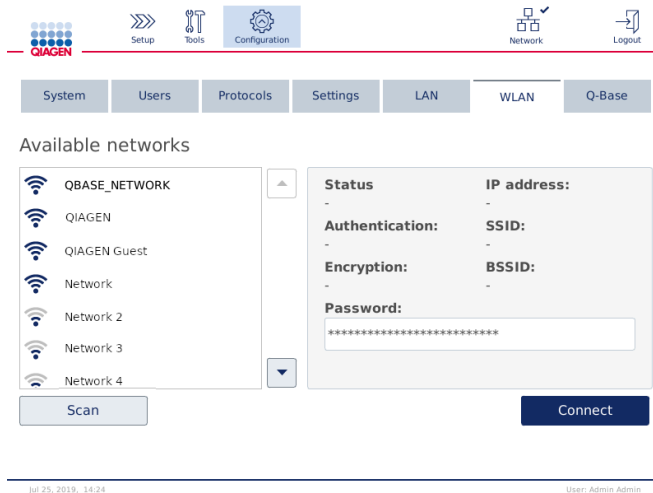 QIAGEN
Setup
Tools
Configuration
Network
Logout
System Users Protocols Settings LAN WLAN Q-Base
Available networks
QBASE_NETWORK
QIAGEN
QIAGEN Guest
Network
Network 2
Network 3
Network 4
Status IP address:
- -
Authentication: SSID:
- -
Encryption: BSSID:
- -
Password:
***************************
Scan
Connect
Jul 25, 2019, 14:24
User: Admin Admin